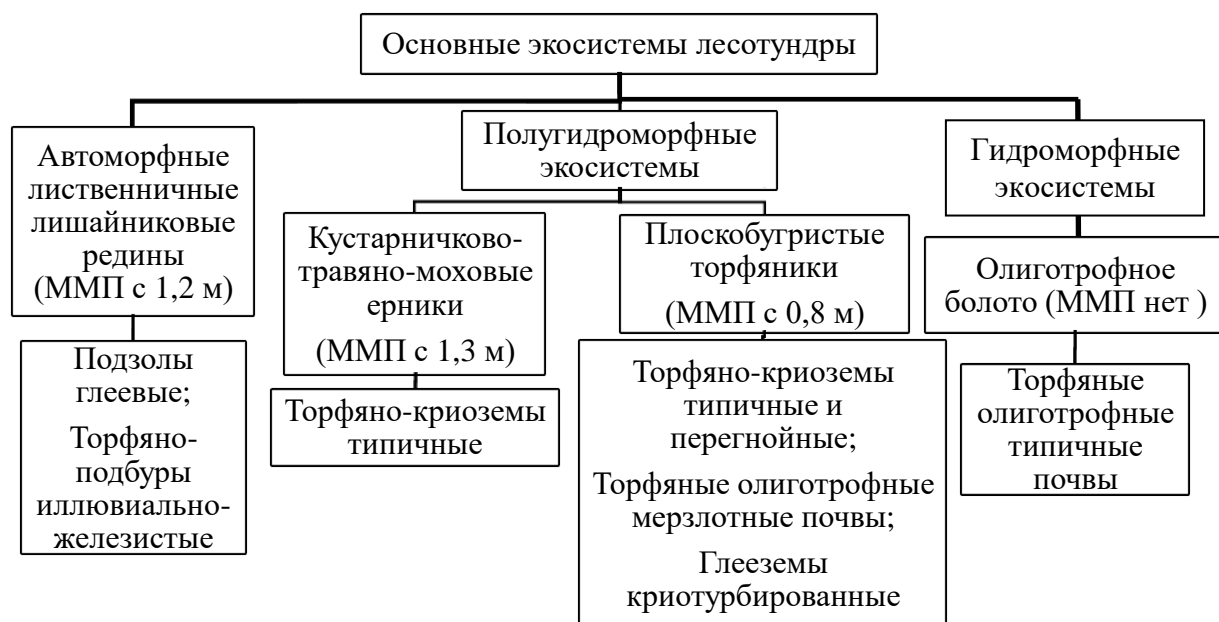 Основные экосистемы лесотундры
Автоморфные
лиственничные
лишайниковые
редины
(ММП с 1,2 м)
Подзолы
глеевые;
Торфяно-
подбуры
иллювиально-
железистые
Полугидроморфные
экосистемы
Кустарничково-
травяно-моховые
ерники
(ММП с 1,3 м)
Торфяно-криоземы
типичные
Плоскобугристые
торфяники
(ММП с 0,8 м)
Торфяно-криоземы
типичные и
перегнойные;
Торфяные олиготрофные
мерзлотные почвы;
Глееземы
криотурбированные
Гидроморфные
экосистемы
Олиготрофное
болото (ММП нет )
Торфяные
олиготрофные
типичные
почвы